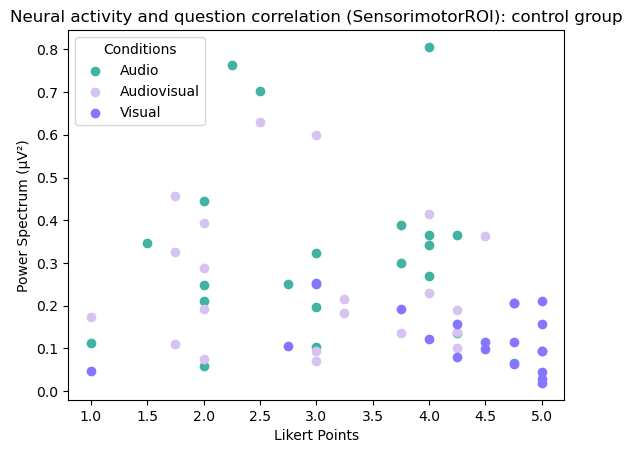 Neural activity and question correlation (SensorimotorROI): control group
Conditions
Audio
Audiovisual
Visual
Power Spectrum (µV²)
0.8
0.7
0.6
0.5
0.4
0.3
0.2
0.1
0.0
1.0 1.5 2.0 2.5 3.0 3.5 4.0 4.5 5.0
Likert Points